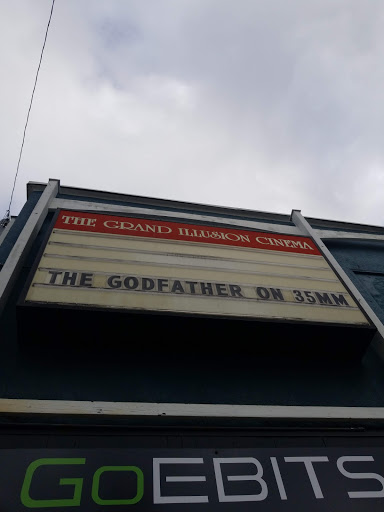 THE GRAND ILLUSION CINEMA
THE GODFATHER ON 35MM
GOEBITS